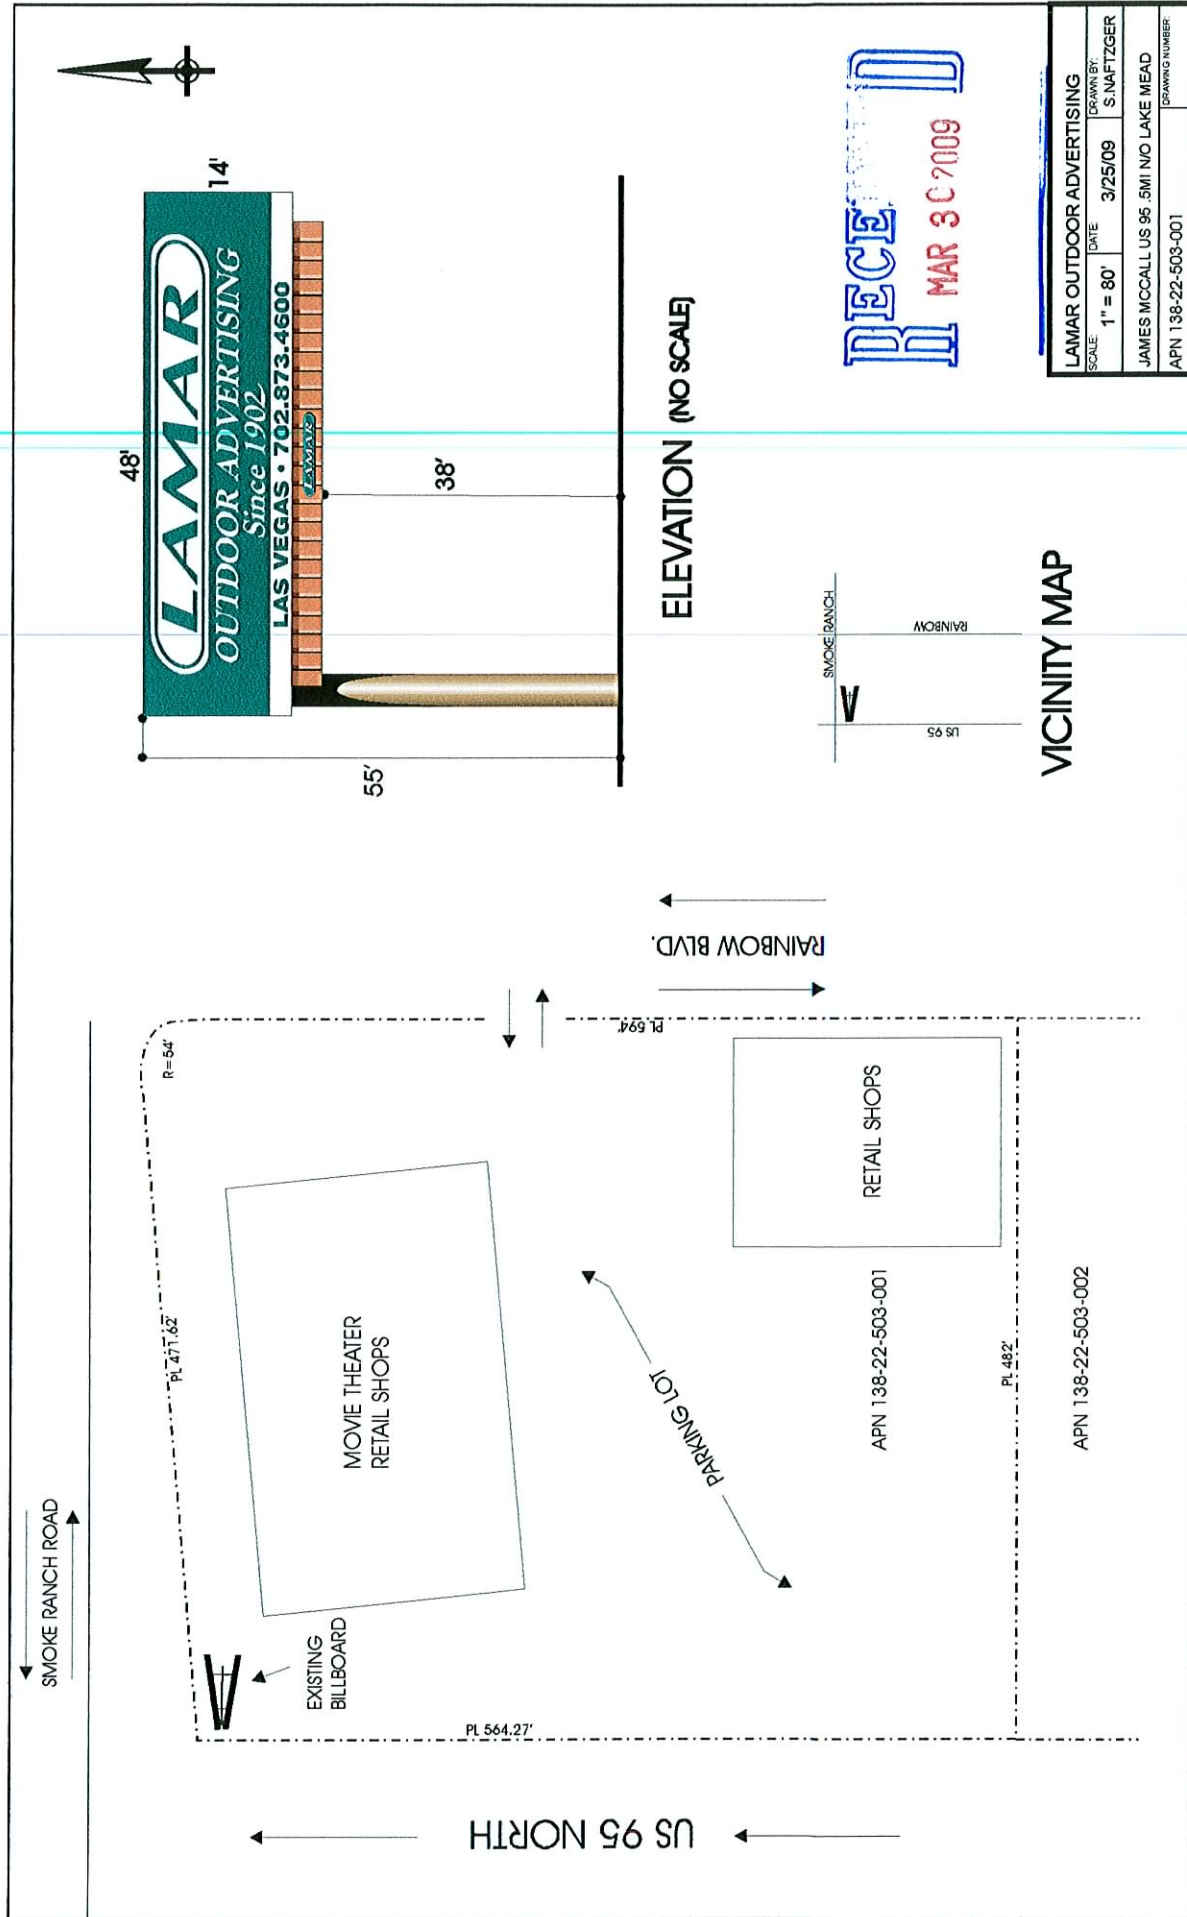 SMOKE RANCH ROAD
US 95 NORTH
PL 471.62'
R=54'
EXISTING
BILLBOARD
MOVIE THEATER
RETAIL SHOPS
PL 564.27'
PARKING LOT
RETAIL SHOPS
PL 594'
RAINBOW BLVD.
APN 138-22-503-001
PL 482'
APN 138-22-503-002
48'
14'
LAMAR
OUTDOOR ADVERTISING
Since 1902
LAS VEGAS • 702.873.4600
LAMAR
55'
38'
ELEVATION (NO SCALE)
SMOKE RANCH
US 95
RAINBOW
VICINITY MAP
MAR 30 2009
LAMAR OUTDOOR ADVERTISING
SCALE: 1" = 80' DATE: 3/25/09 DRAWN BY: S.NAFTZGER
JAMES MCCALL US 95 .5MI N/O LAKE MEAD
APN 138-22-503-001 DRAWING NUMBER: